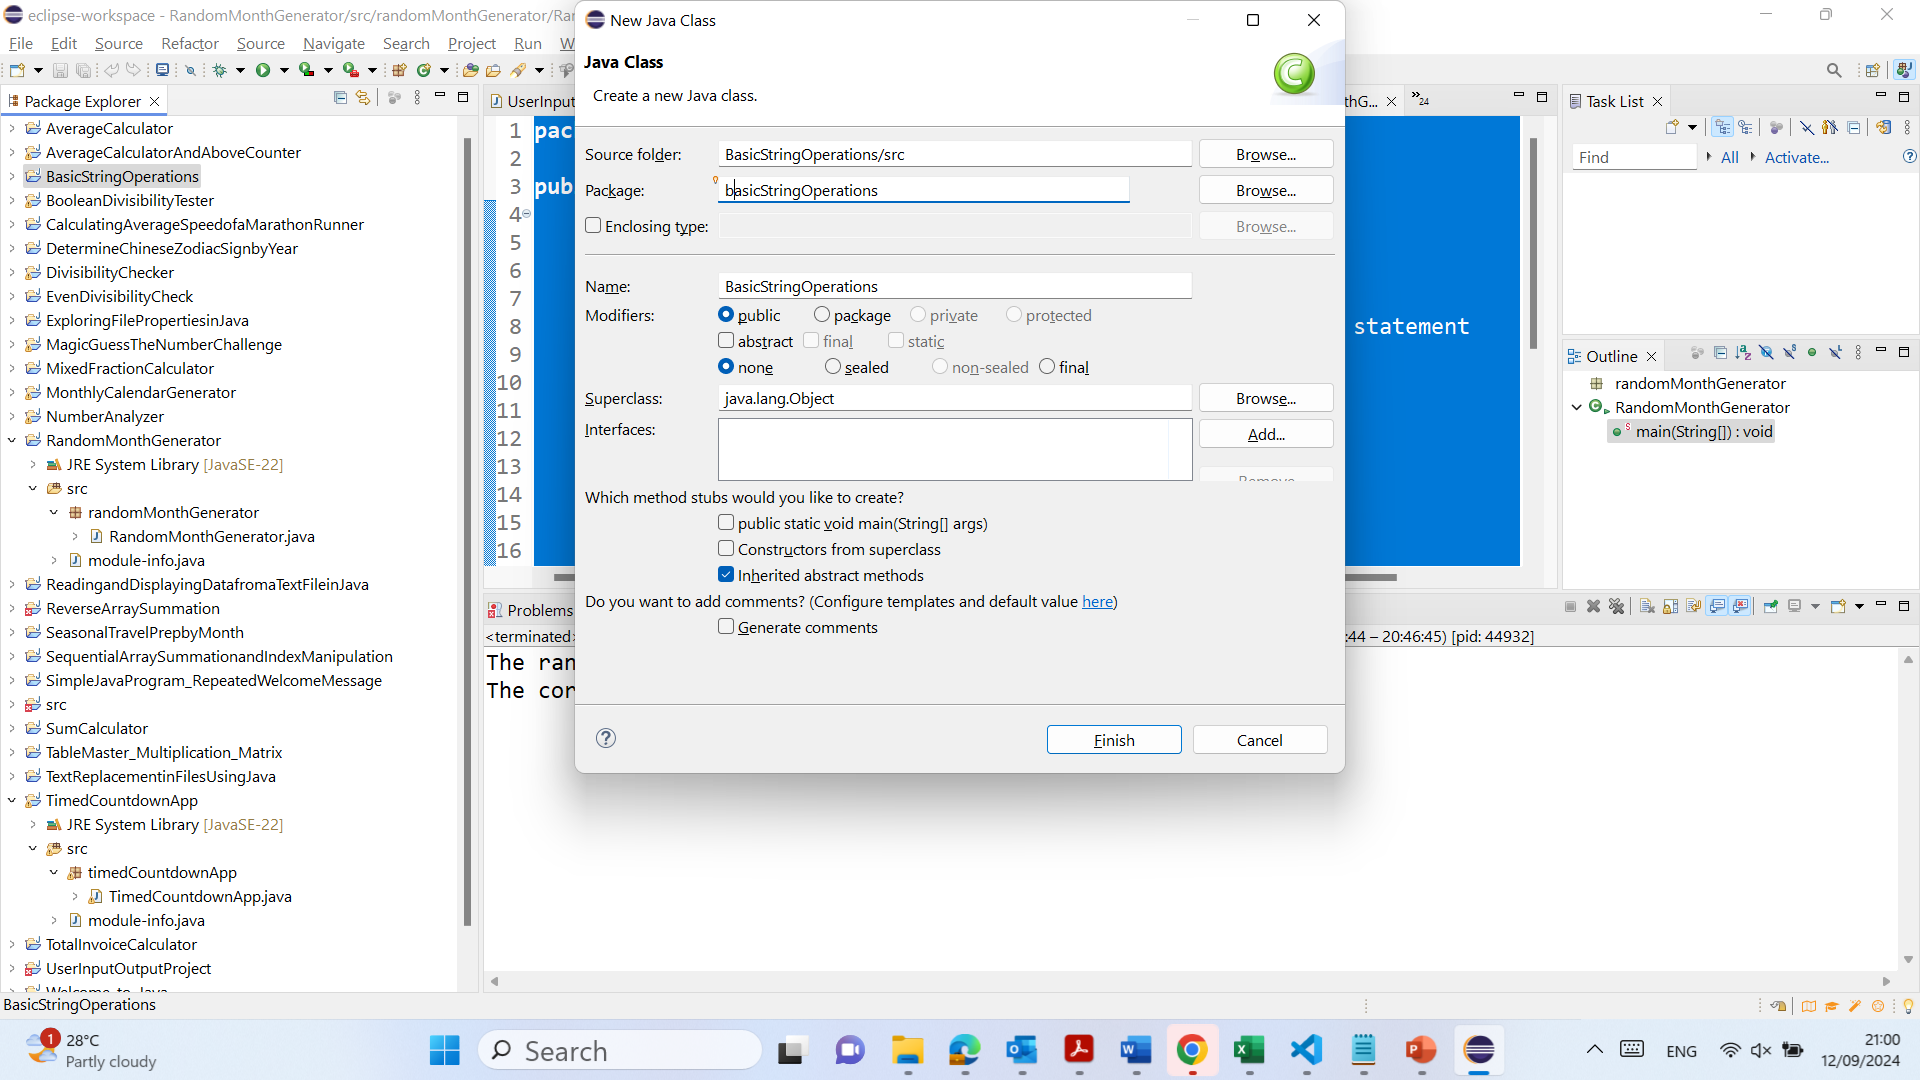 eclipse-workspace - RandomMonthGenerator/src/randomMonthGenerator/Ra
File Edit Source Refactor Source Navigate Search Project Run W
Package Explorer
AverageCalculator
AverageCalculatorAndAboveCounter
BasicStringOperations
BooleanDivisibilityTester
CalculatingAverageSpeedofaMarathonRunner
DetermineChineseZodiacSignbyYear
DivisibilityChecker
EvenDivisibilityCheck
ExploringFilePropertiesinJava
MagicGuessTheNumberChallenge
MixedFractionCalculator
MonthlyCalendarGenerator
NumberAnalyzer
RandomMonthGenerator
JRE System Library [JavaSE-22]
src
randomMonthGenerator
RandomMonthGenerator.java
module-info.java
ReadingandDisplayingDatafromaTextFileinJava
ReverseArraySummation
SeasonalTravelPrepbyMonth
SequentialArraySummationandIndexManipulation
SimpleJavaProgram_RepeatedWelcomeMessage
src
SumCalculator
TableMaster_Multiplication_Matrix
TextReplacementinFilesUsingJava
TimedCountdownApp
JRE System Library [JavaSE-22]
src
timedCountdownApp
TimedCountdownApp.java
module-info.java
TotalInvoiceCalculator
UserInputOutputProject
Welcome_to_Java
BasicStringOperations
UserInput
thG...
24
1 pac
2
3 pub
4
5
6
7
8 statement
9
10
11
12
13
14
15
16
New Java Class
Java Class
Create a new Java class.
Source folder: BasicStringOperations/src Browse...
Package: basicStringOperations Browse...
Enclosing type: Browse...
Name: BasicStringOperations
Modifiers: public package private protected
abstract final static
none sealed non-sealed final
Superclass: java.lang.Object Browse...
Interfaces: Add...
Remove
Which method stubs would you like to create?
public static void main(String[] args)
Constructors from superclass
Inherited abstract methods
Do you want to add comments? (Configure templates and default value here)
Generate comments
Finish Cancel
Problems
<terminated> :44 – 20:46:45) [pid: 44932]
The ran
The cor
Task List
Find All Activate...
Outline
randomMonthGenerator
RandomMonthGenerator
main(String[]) : void
1
28°C
Partly cloudy
Search
ENG
21:00
12/09/2024